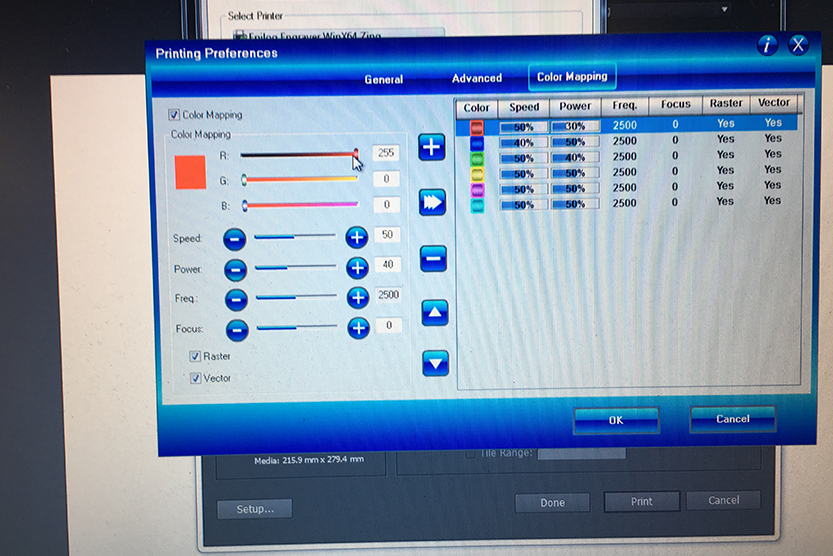 Select Printer
Epilog Engraver WinX64 Zing
Printing Preferences
i X
General Advanced Color Mapping
Color Mapping
Color Mapping
R: 255
G: 0
B: 0
Speed: 50
Power: 40
Freq.: 2500
Focus: 0
Raster
Vector
Color Speed Power Freq. Focus Raster Vector
50% 30% 2500 0 Yes Yes
40% 50% 2500 0 Yes Yes
50% 40% 2500 0 Yes Yes
50% 50% 2500 0 Yes Yes
50% 50% 2500 0 Yes Yes
50% 50% 2500 0 Yes Yes
OK Cancel
Media: 215.9 mm x 279.4 mm
Tile Range:
Setup... Done Print Cancel